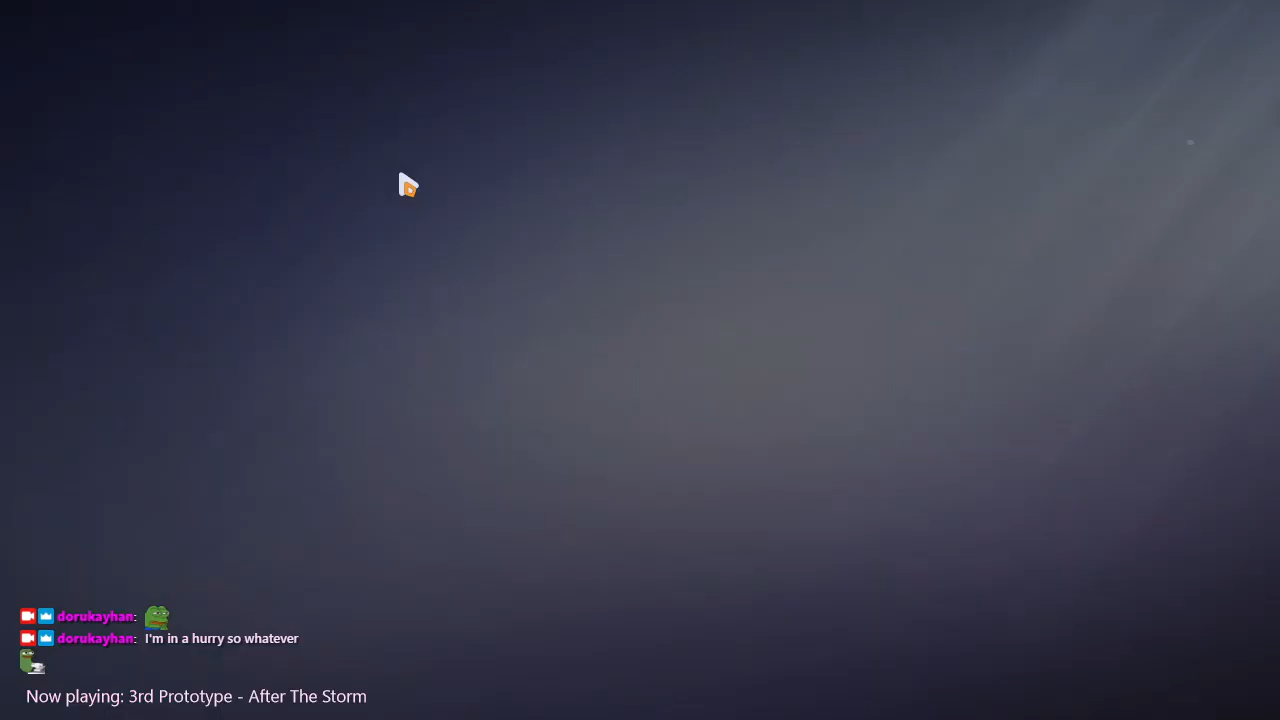 dorukayhan:
dorukayhan: I'm in a hurry so whatever
Now playing: 3rd Prototype - After The Storm